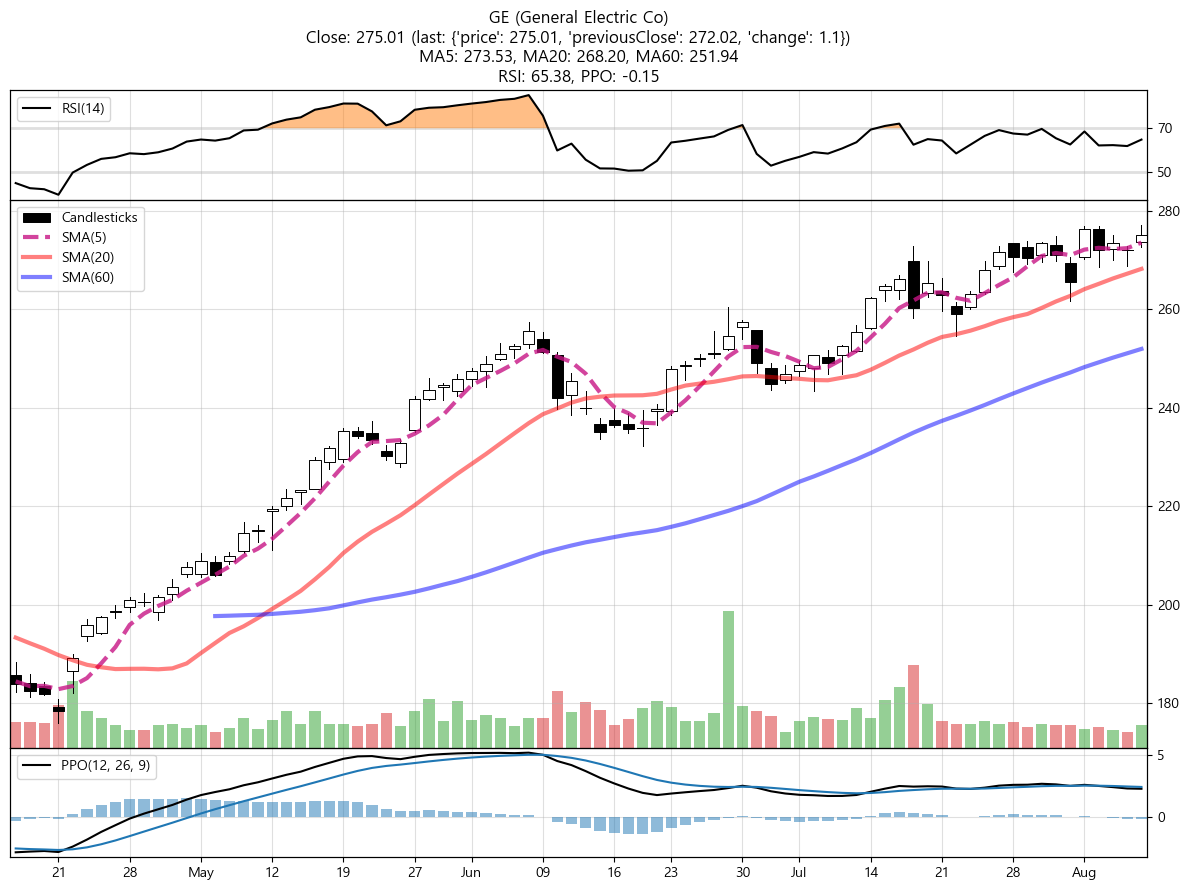 GE (General Electric Co)
Close: 275.01 (last: {'price': 275.01, 'previousClose': 272.02, 'change': 1.1})
MA5: 273.53, MA20: 268.20, MA60: 251.94
RSI: 65.38, PPO: -0.15
RSI(14)
70
50
Candlesticks
SMA(5)
SMA(20)
SMA(60)
280
260
240
220
200
180
PPO(12, 26, 9)
5
0
21 28 May 12 19 27 Jun 09 16 23 30 Jul 14 21 28 Aug